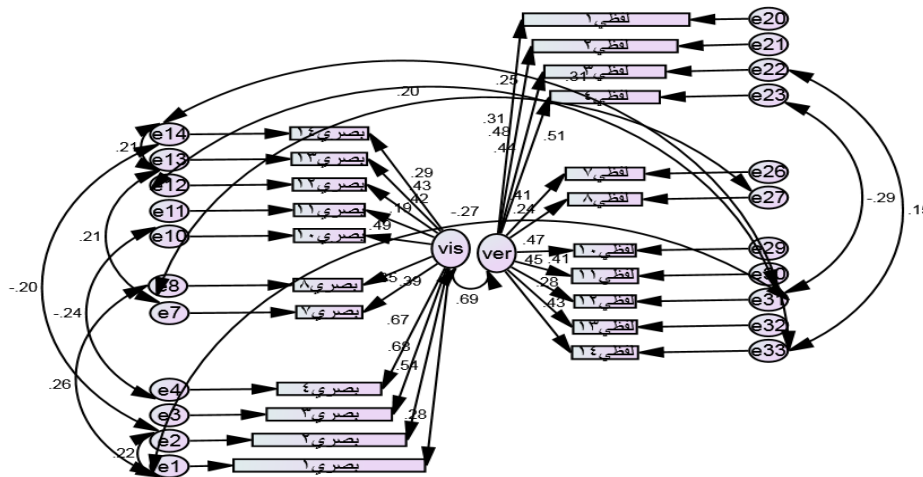 لفظي١
e20
لفظي٢
e21
لفظي٣
e22
لفظي٤
e23
.25
.31
.20
.31
.48
.44
.51
e14
بصري١٤
.21
e13
بصري١٣
e12
بصري١٢
e11
بصري١١
e10
بصري١٠
.29
.43
.42
.19
.49
-.27
.41
.24
لفظي٧
e26
لفظي٨
e27
-.29
.21
vis
ver
.47
.45
.41
.28
.43
لفظي١٠
e29
لفظي١١
e30
لفظي١٢
e31
لفظي١٣
e32
لفظي١٤
e33
-.20
-.24
e8
بصري٨
e7
بصري٧
.39
.69
.67
.68
.54
.28
e4
بصري٤
e3
بصري٣
e2
بصري٢
e1
بصري١
.26
.22